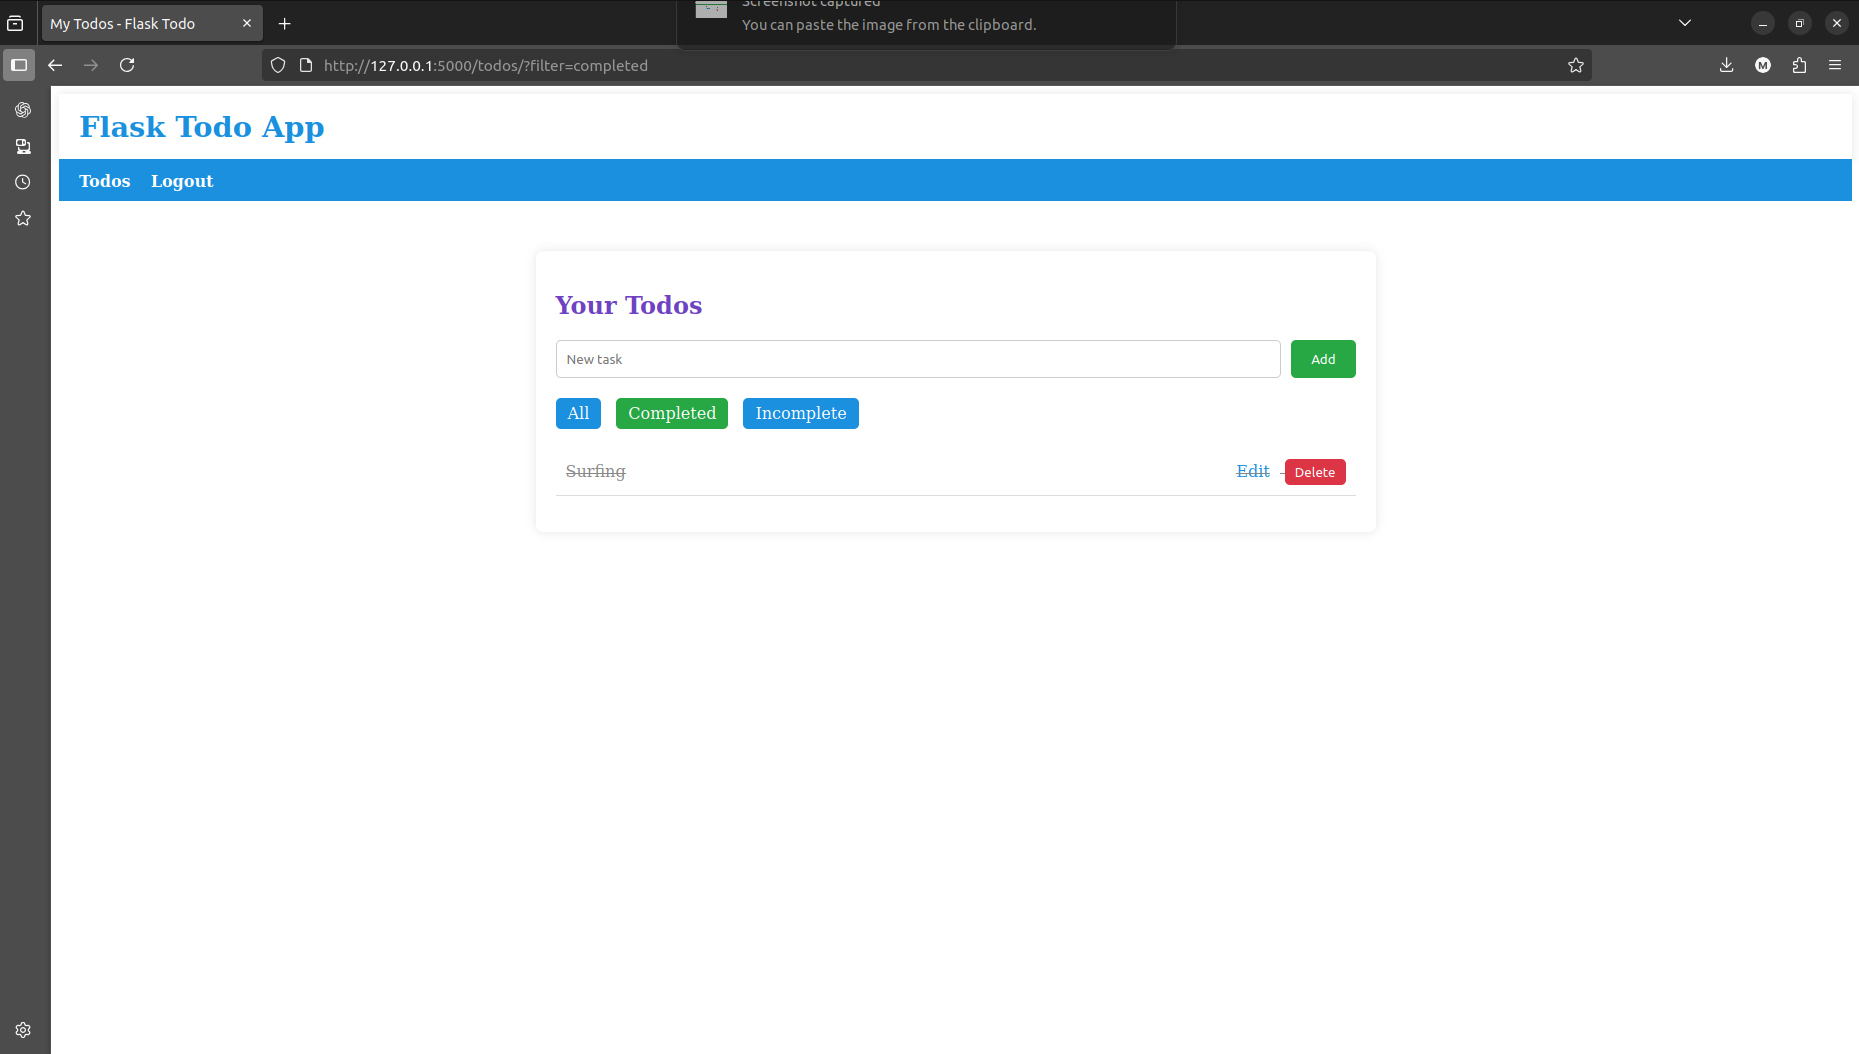 My Todos - Flask Todo
Screenshot captured
You can paste the image from the clipboard.
http://127.0.0.1:5000/todos/?filter=completed
M
Flask Todo App
Todos Logout
Your Todos
New task Add
All Completed Incomplete
Surfing Edit Delete